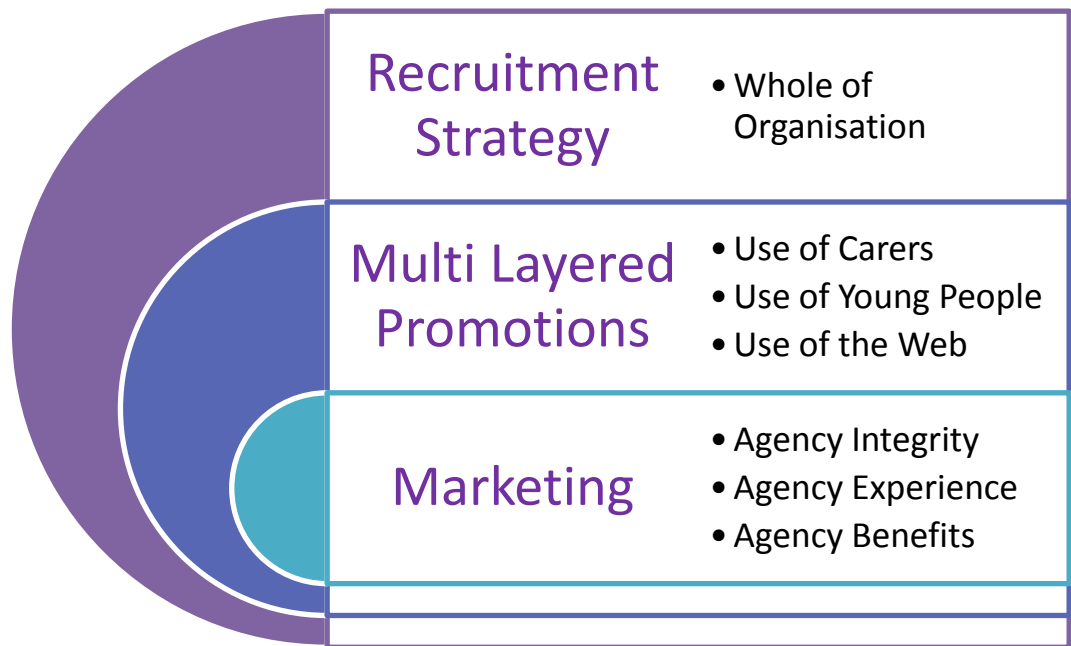 Recruitment
Strategy
• Whole of
Organisation
Multi Layered
Promotions
• Use of Carers
• Use of Young People
• Use of the Web
Marketing
• Agency Integrity
• Agency Experience
• Agency Benefits